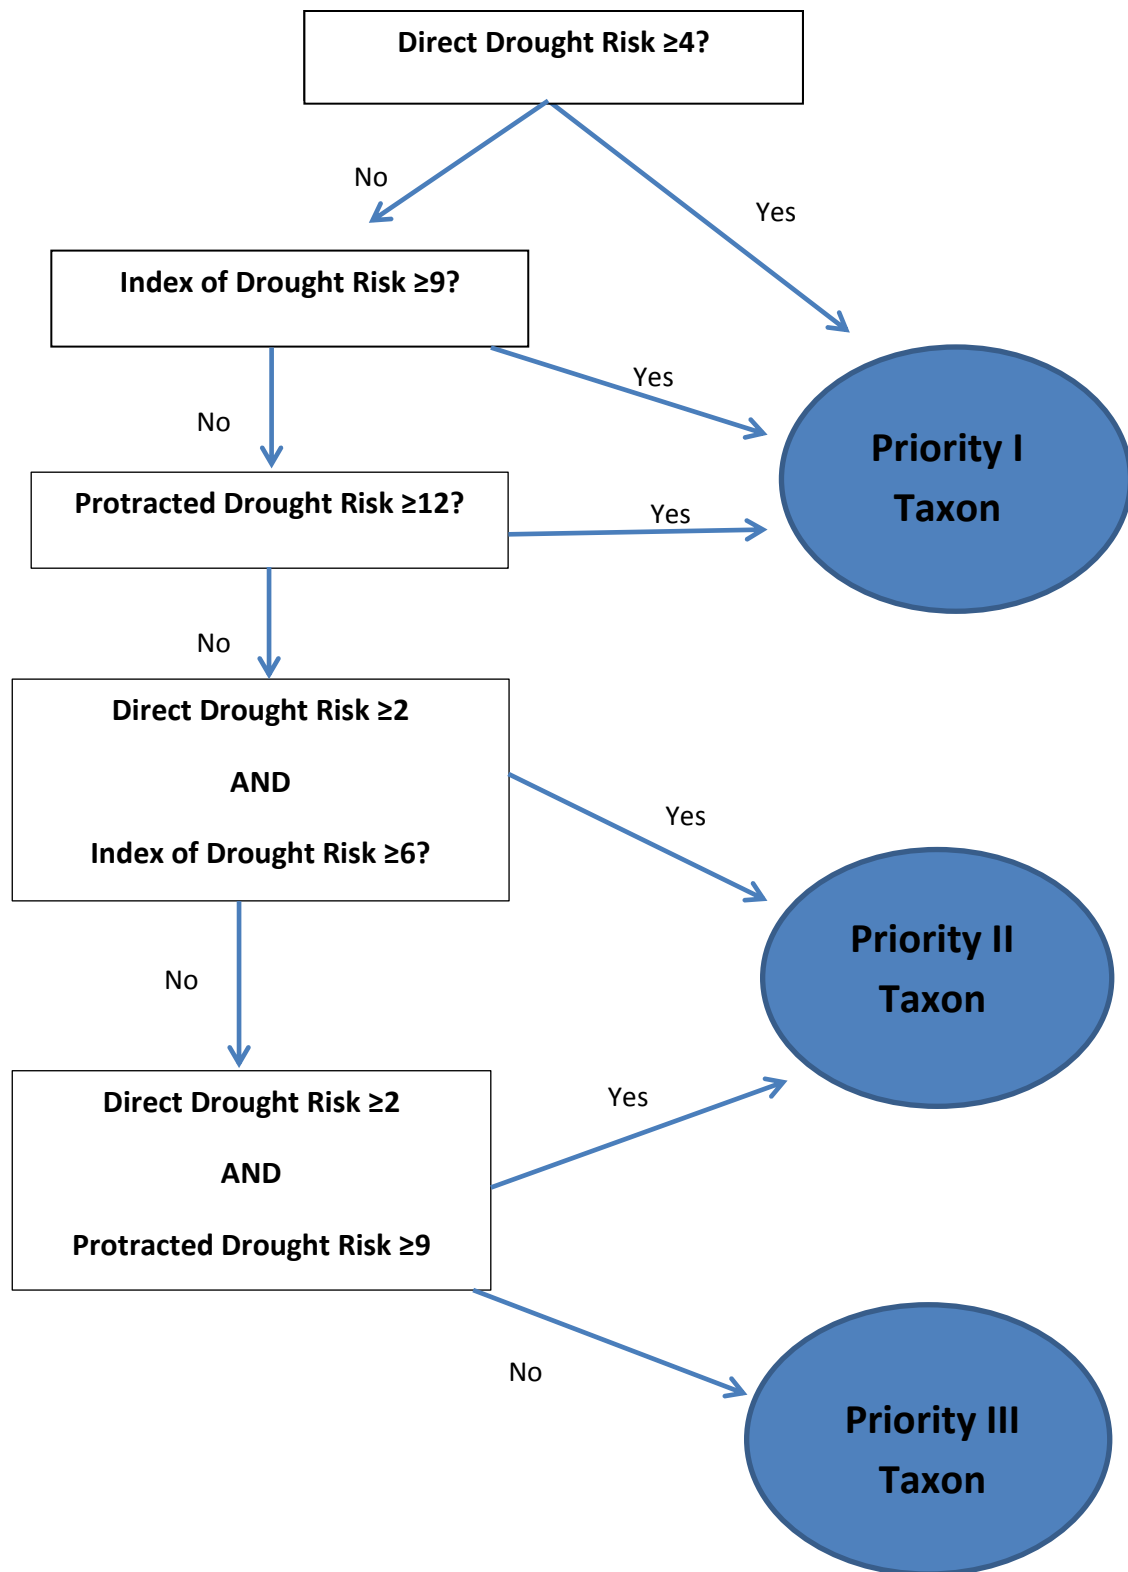 Direct Drought Risk ≥4?
No
Yes
Index of Drought Risk ≥9?
Yes
No
Priority I
Taxon
Protracted Drought Risk ≥12?
Yes
No
Direct Drought Risk ≥2
AND
Index of Drought Risk ≥6?
Yes
Priority II
Taxon
No
Direct Drought Risk ≥2
AND
Protracted Drought Risk ≥9
Yes
No
Priority III
Taxon